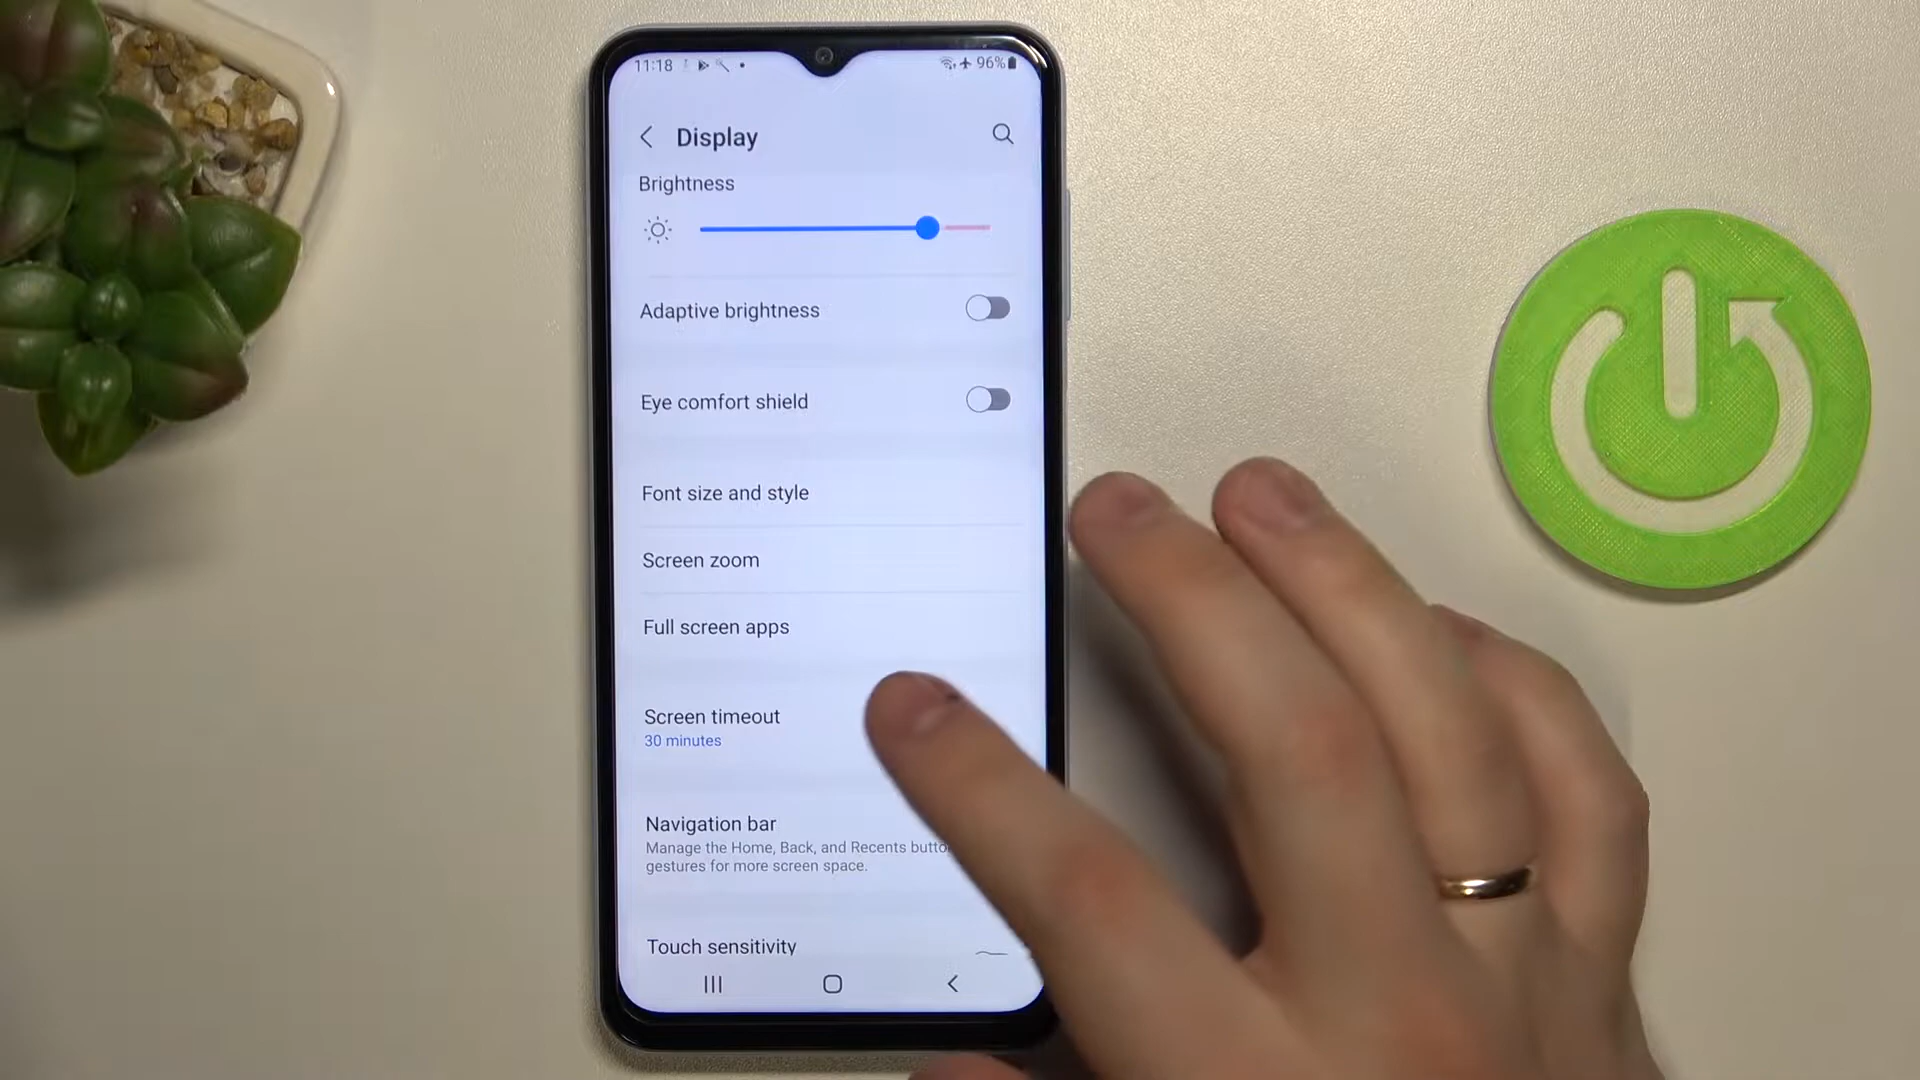 11:18
96%
Display
Brightness
Adaptive brightness
Eye comfort shield
Font size and style
Screen zoom
Full screen apps
Screen timeout
30 minutes
Navigation bar
Manage the Home, Back, and Recents
gestures for more screen space.
Touch sensitivity